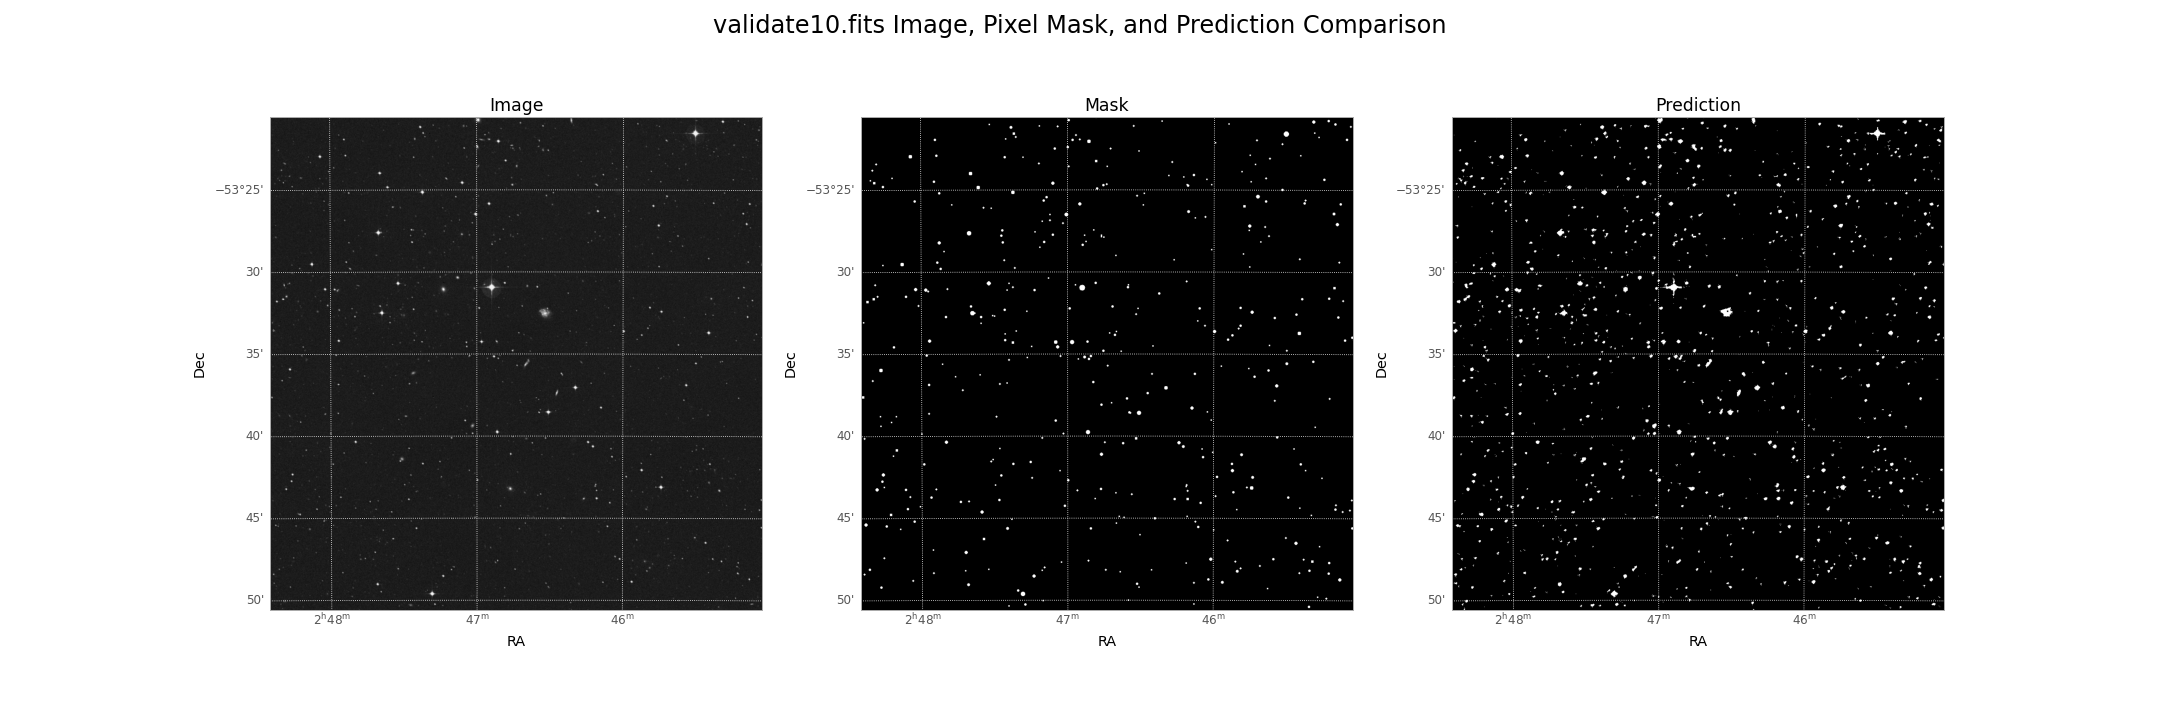 validate10.fits Image, Pixel Mask, and Prediction Comparison
Image
Mask
Prediction
−53°25'
30'
35'
40'
45'
50'
Dec
2ʰ48ᵐ
47ᵐ
46ᵐ
RA
−53°25'
30'
35'
40'
45'
50'
Dec
2ʰ48ᵐ
47ᵐ
46ᵐ
RA
−53°25'
30'
35'
40'
45'
50'
Dec
2ʰ48ᵐ
47ᵐ
46ᵐ
RA